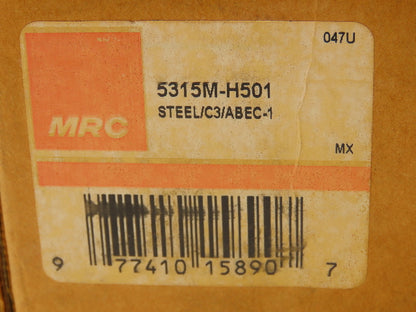 047U
5315M-H501
STEEL/C3/ABEC-1
MRC
MX
9 77410 15890 7